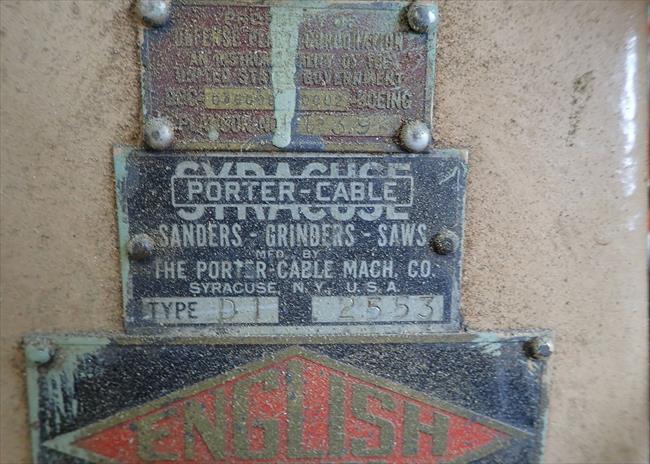 PROPERTY OF
DEFENSE PLANT CORPORATION
AN INSTRUMENTALITY OF THE
UNITED STATES GOVERNMENT
BOEING
SYRACUSE
PORTER-CABLE
SYRACUSE
SANDERS - GRINDERS - SAWS
MFD. BY
THE PORTER-CABLE MACH. CO.
SYRACUSE, N.Y., U.S.A.
TYPE D1 2553
ENGLISH